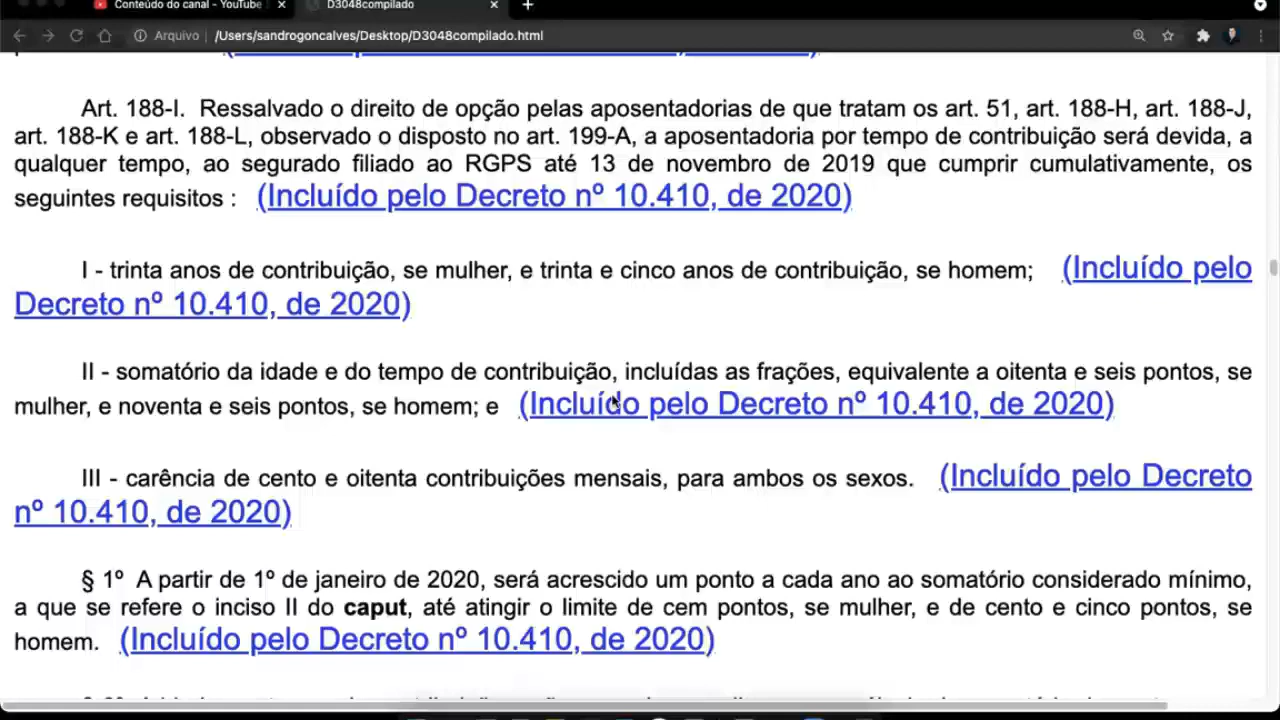 Conteúdo do canal - YouTube
D3048compilado
Arquivo | /Users/sandrogoncalves/Desktop/D3048compilado.html
Art. 188-I. Ressalvado o direito de opção pelas aposentadorias de que tratam os art. 51, art. 188-H, art. 188-J,
art. 188-K e art. 188-L, observado o disposto no art. 199-A, a aposentadoria por tempo de contribuição será devida, a
qualquer tempo, ao segurado filiado ao RGPS até 13 de novembro de 2019 que cumprir cumulativamente, os
seguintes requisitos : (Incluído pelo Decreto nº 10.410, de 2020)
I - trinta anos de contribuição, se mulher, e trinta e cinco anos de contribuição, se homem; (Incluído pelo
Decreto nº 10.410, de 2020)
II - somatório da idade e do tempo de contribuição, incluídas as frações, equivalente a oitenta e seis pontos, se
mulher, e noventa e seis pontos, se homem; e (Incluído pelo Decreto nº 10.410, de 2020)
III - carência de cento e oitenta contribuições mensais, para ambos os sexos. (Incluído pelo Decreto
nº 10.410, de 2020)
§ 1º A partir de 1º de janeiro de 2020, será acrescido um ponto a cada ano ao somatório considerado mínimo,
a que se refere o inciso II do caput, até atingir o limite de cem pontos, se mulher, e de cento e cinco pontos, se
homem. (Incluído pelo Decreto nº 10.410, de 2020)